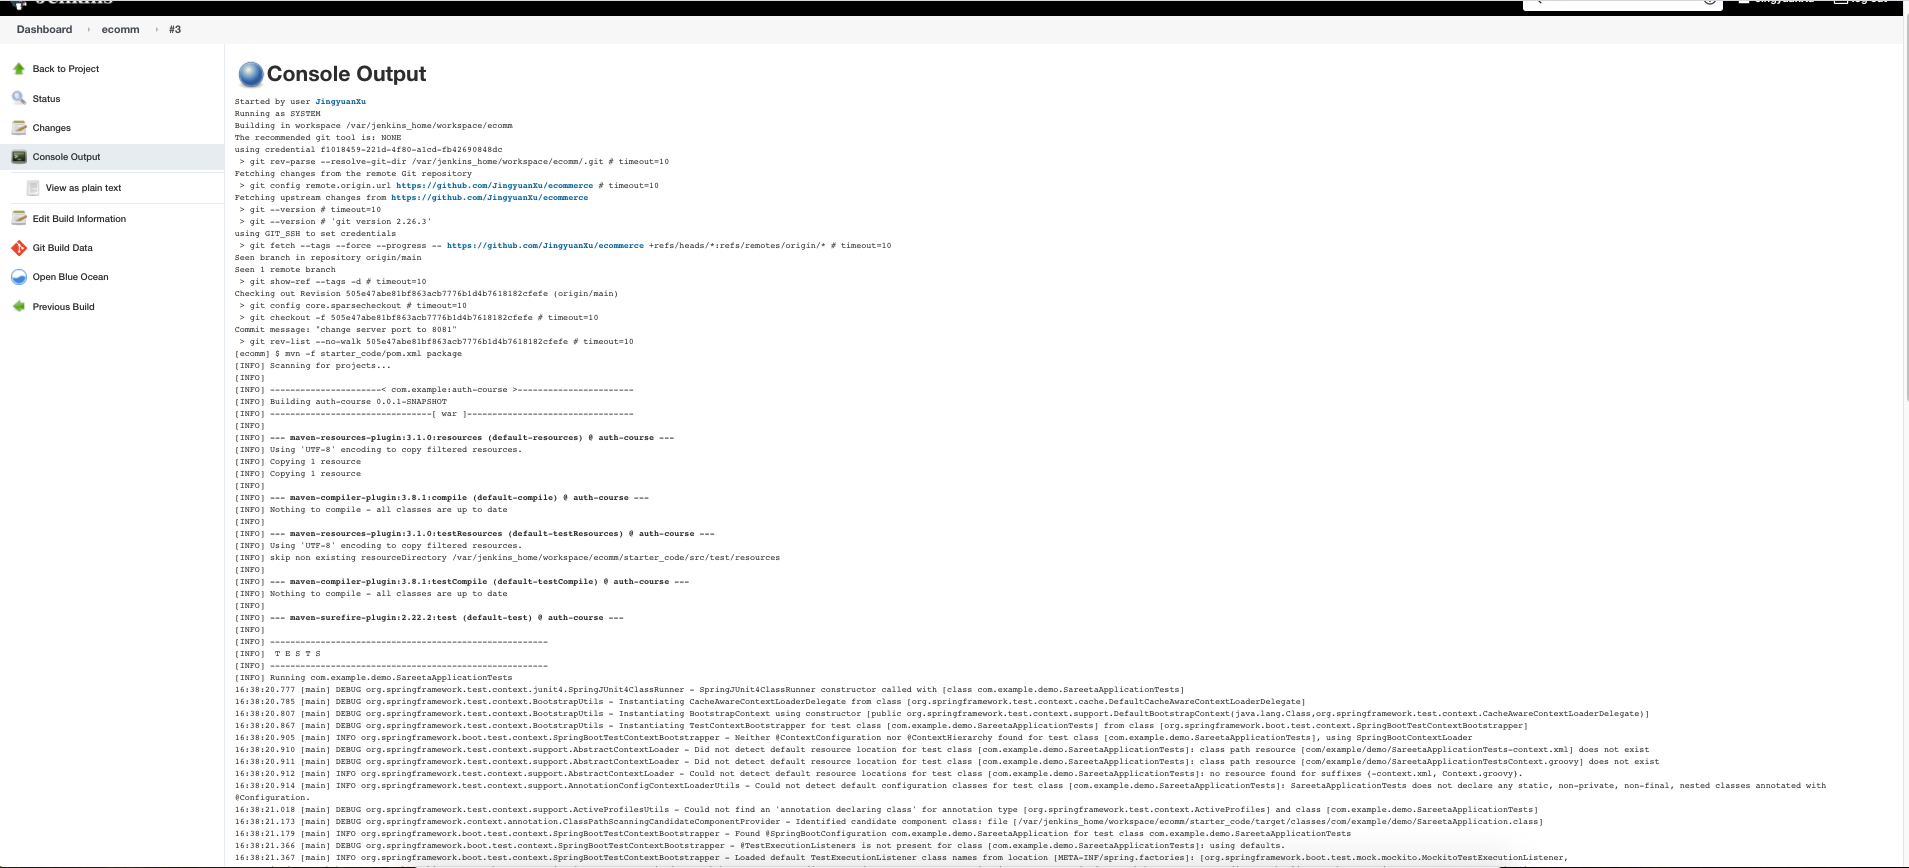 Dashboard › ecomm › #3
Back to Project
Status
Changes
Console Output
View as plain text
Edit Build Information
Git Build Data
Open Blue Ocean
Previous Build
Console Output
Started by user JingyuanXu
Running as SYSTEM
Building in workspace /var/jenkins_home/workspace/ecomm
The recommended git tool is: NONE
using credential f1018459-221d-4f80-a1cd-fb42690848dc
> git rev-parse --resolve-git-dir /var/jenkins_home/workspace/ecomm/.git # timeout=10
Fetching changes from the remote Git repository
> git config remote.origin.url https://github.com/JingyuanXu/ecommerce # timeout=10
Fetching upstream changes from https://github.com/JingyuanXu/ecommerce
> git --version # timeout=10
> git --version # 'git version 2.26.3'
using GIT_SSH to set credentials
> git fetch --tags --force --progress -- https://github.com/JingyuanXu/ecommerce +refs/heads/*:refs/remotes/origin/* # timeout=10
Seen branch in repository origin/main
Seen 1 remote branch
> git show-ref --tags -d # timeout=10
Checking out Revision 505e47abe81bf863acb7776b1d4b7618182cfefe (origin/main)
> git config core.sparsecheckout # timeout=10
> git checkout -f 505e47abe81bf863acb7776b1d4b7618182cfefe # timeout=10
Commit message: "change server port to 8081"
> git rev-list --no-walk 505e47abe81bf863acb7776b1d4b7618182cfefe # timeout=10
[ecomm] $ mvn -f starter_code/pom.xml package
[INFO] Scanning for projects...
[INFO]
[INFO] ----------------------< com.example:auth-course >-----------------------
[INFO] Building auth-course 0.0.1-SNAPSHOT
[INFO] --------------------------------[ war ]---------------------------------
[INFO]
[INFO] --- maven-resources-plugin:3.1.0:resources (default-resources) @ auth-course ---
[INFO] Using 'UTF-8' encoding to copy filtered resources.
[INFO] Copying 1 resource
[INFO] Copying 1 resource
[INFO]
[INFO] --- maven-compiler-plugin:3.8.1:compile (default-compile) @ auth-course ---
[INFO] Nothing to compile - all classes are up to date
[INFO]
[INFO] --- maven-resources-plugin:3.1.0:testResources (default-testResources) @ auth-course ---
[INFO] Using 'UTF-8' encoding to copy filtered resources.
[INFO] skip non existing resourceDirectory /var/jenkins_home/workspace/ecomm/starter_code/src/test/resources
[INFO]
[INFO] --- maven-compiler-plugin:3.8.1:testCompile (default-testCompile) @ auth-course ---
[INFO] Nothing to compile - all classes are up to date
[INFO]
[INFO] --- maven-surefire-plugin:2.22.2:test (default-test) @ auth-course ---
[INFO]
[INFO] -------------------------------------------------------
[INFO]  T E S T S
[INFO] -------------------------------------------------------
[INFO] Running com.example.demo.SareetaApplicationTests
16:38:20.777 [main] DEBUG org.springframework.test.context.junit4.SpringJUnit4ClassRunner - SpringJUnit4ClassRunner constructor called with [class com.example.demo.SareetaApplicationTests]
16:38:20.785 [main] DEBUG org.springframework.test.context.BootstrapUtils - Instantiating CacheAwareContextLoaderDelegate from class [org.springframework.test.context.cache.DefaultCacheAwareContextLoaderDelegate]
16:38:20.807 [main] DEBUG org.springframework.test.context.BootstrapUtils - Instantiating BootstrapContext using constructor [public org.springframework.test.context.support.DefaultBootstrapContext(java.lang.Class,org.springframework.test.context.CacheAwareContextLoaderDelegate)]
16:38:20.867 [main] DEBUG org.springframework.test.context.BootstrapUtils - Instantiating TestContextBootstrapper for test class [com.example.demo.SareetaApplicationTests] from class [org.springframework.boot.test.context.SpringBootTestContextBootstrapper]
16:38:20.905 [main] INFO org.springframework.boot.test.context.SpringBootTestContextBootstrapper - Neither @ContextConfiguration nor @ContextHierarchy found for test class [com.example.demo.SareetaApplicationTests], using SpringBootContextLoader
16:38:20.910 [main] DEBUG org.springframework.test.context.support.AbstractContextLoader - Did not detect default resource location for test class [com.example.demo.SareetaApplicationTests]: class path resource [com/example/demo/SareetaApplicationTests-context.xml] does not exist
16:38:20.911 [main] DEBUG org.springframework.test.context.support.AbstractContextLoader - Did not detect default resource location for test class [com.example.demo.SareetaApplicationTests]: class path resource [com/example/demo/SareetaApplicationTestsContext.groovy] does not exist
16:38:20.912 [main] INFO org.springframework.test.context.support.AbstractContextLoader - Could not detect default resource locations for test class [com.example.demo.SareetaApplicationTests]: no resource found for suffixes {-context.xml, Context.groovy}.
16:38:20.914 [main] INFO org.springframework.test.context.support.AnnotationConfigContextLoaderUtils - Could not detect default configuration classes for test class [com.example.demo.SareetaApplicationTests]: SareetaApplicationTests does not declare any static, non-private, non-final, nested classes annotated with
@Configuration.
16:38:21.018 [main] DEBUG org.springframework.test.context.support.ActiveProfilesUtils - Could not find an 'annotation declaring class' for annotation type [org.springframework.test.context.ActiveProfiles] and class [com.example.demo.SareetaApplicationTests]
16:38:21.173 [main] DEBUG org.springframework.context.annotation.ClassPathScanningCandidateComponentProvider - Identified candidate component class: file [/var/jenkins_home/workspace/ecomm/starter_code/target/classes/com/example/demo/SareetaApplication.class]
16:38:21.179 [main] INFO org.springframework.boot.test.context.SpringBootTestContextBootstrapper - Found @SpringBootConfiguration com.example.demo.SareetaApplication for test class com.example.demo.SareetaApplicationTests
16:38:21.366 [main] DEBUG org.springframework.boot.test.context.SpringBootTestContextBootstrapper - @TestExecutionListeners is not present for class [com.example.demo.SareetaApplicationTests]: using defaults.
16:38:21.367 [main] INFO org.springframework.boot.test.context.SpringBootTestContextBootstrapper - Loaded default TestExecutionListener class names from location [META-INF/spring.factories]: [org.springframework.boot.test.mock.mockito.MockitoTestExecutionListener,